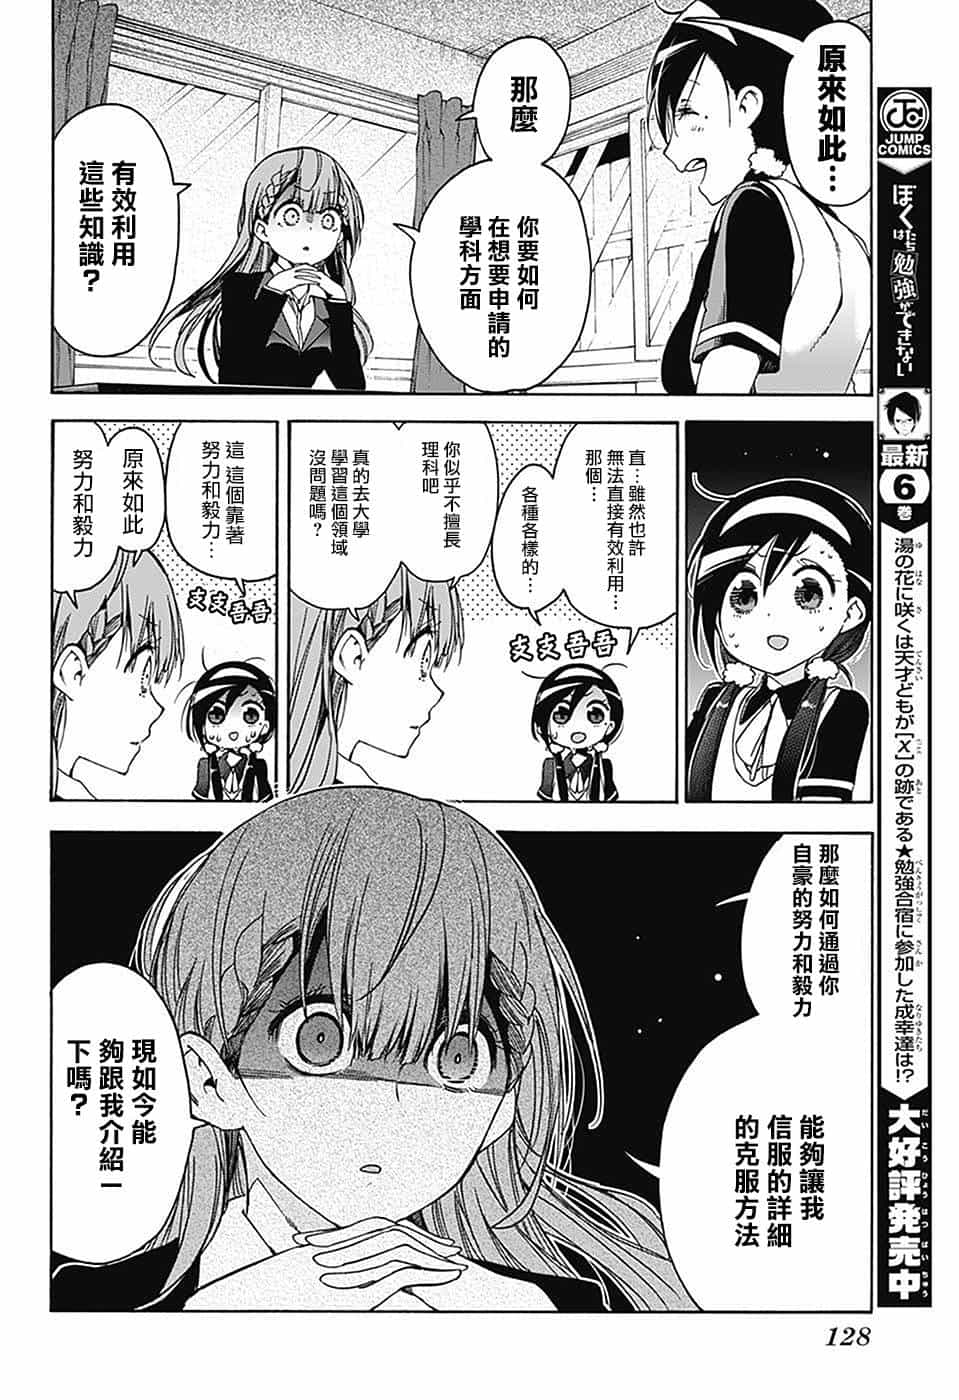 原來如此…
那麼
你要如何
在想要申請的
學科方面
有效利用
這些知識？
直…雖然也許
無法直接有效利用…
那個…
各種各樣的…
支支吾吾
你似乎不擅長
理科吧
真的去大學
學習這個領域
沒問題嗎？
這 這個靠著
努力和毅力…
支支吾吾
原來如此
努力和毅力
那麼如何通過你
自豪的努力和毅力
能夠讓我
信服的詳細
的克服方法
現如今能
夠跟我介紹一
下嗎？
JUMP
COMICS
ぼくたちは勉強ができない
最新
6
巻
湯の花に咲くは天才どもが[X]の跡である★勉強合宿に参加した成幸達は!?
大好評発売中
128